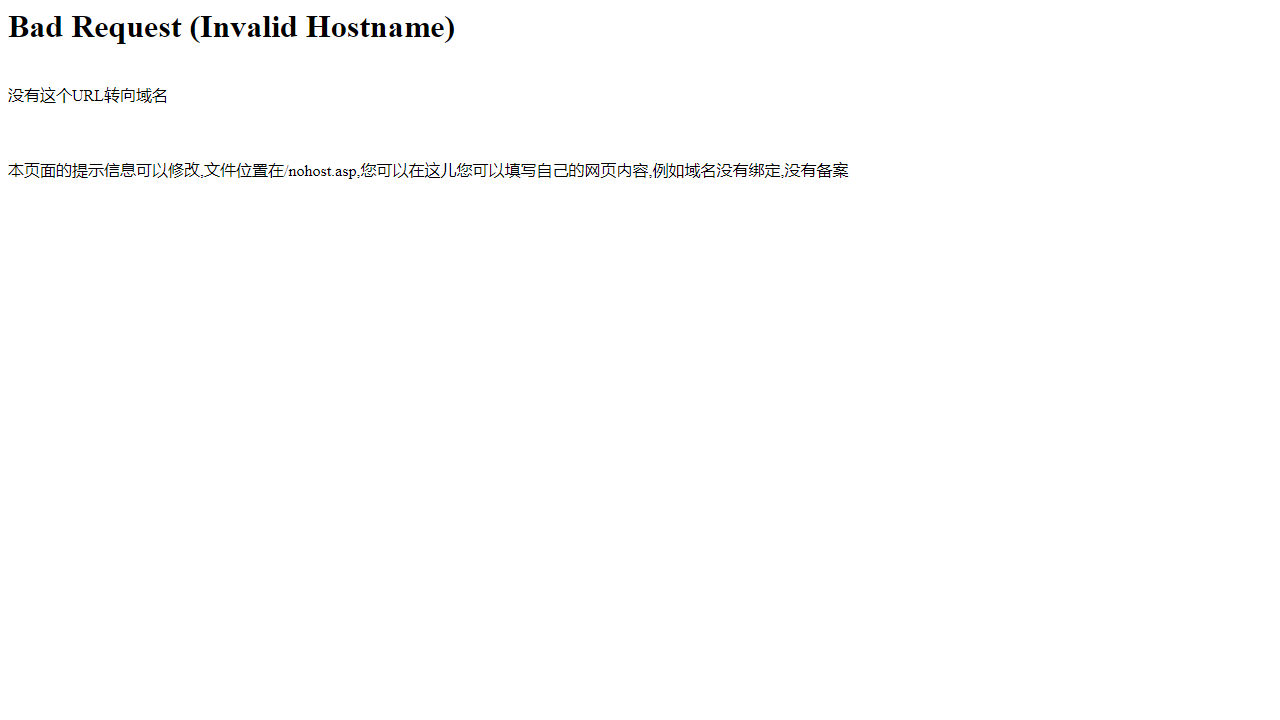 Bad Request (Invalid Hostname)
没有这个URL转向域名
本页面的提示信息可以修改,文件位置在/nohost.asp,您可以在这儿您可以填写自己的网页内容,例如域名没有绑定,没有备案